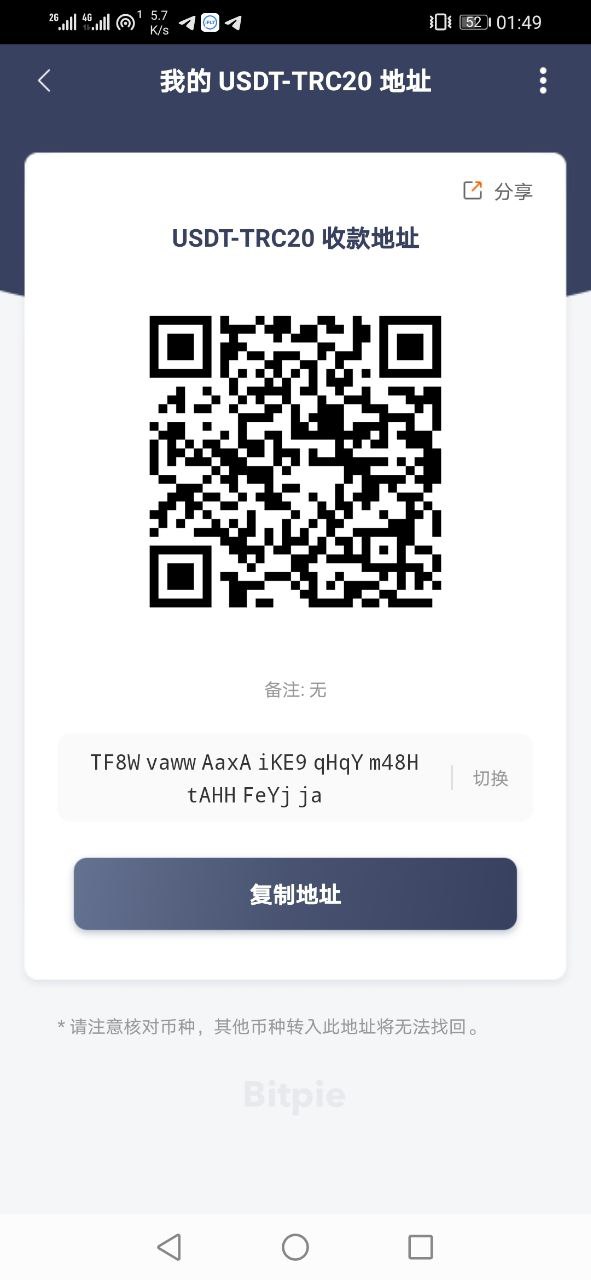 2G 4G 1 5.7 K/s 52 01:49
我的 USDT-TRC20 地址
分享
USDT-TRC20 收款地址
备注: 无
TF8W vaww AaxA iKE9 qHqY m48H
tAHH FeYj ja
切换
复制地址
* 请注意核对币种，其他币种转入此地址将无法找回。
Bitpie